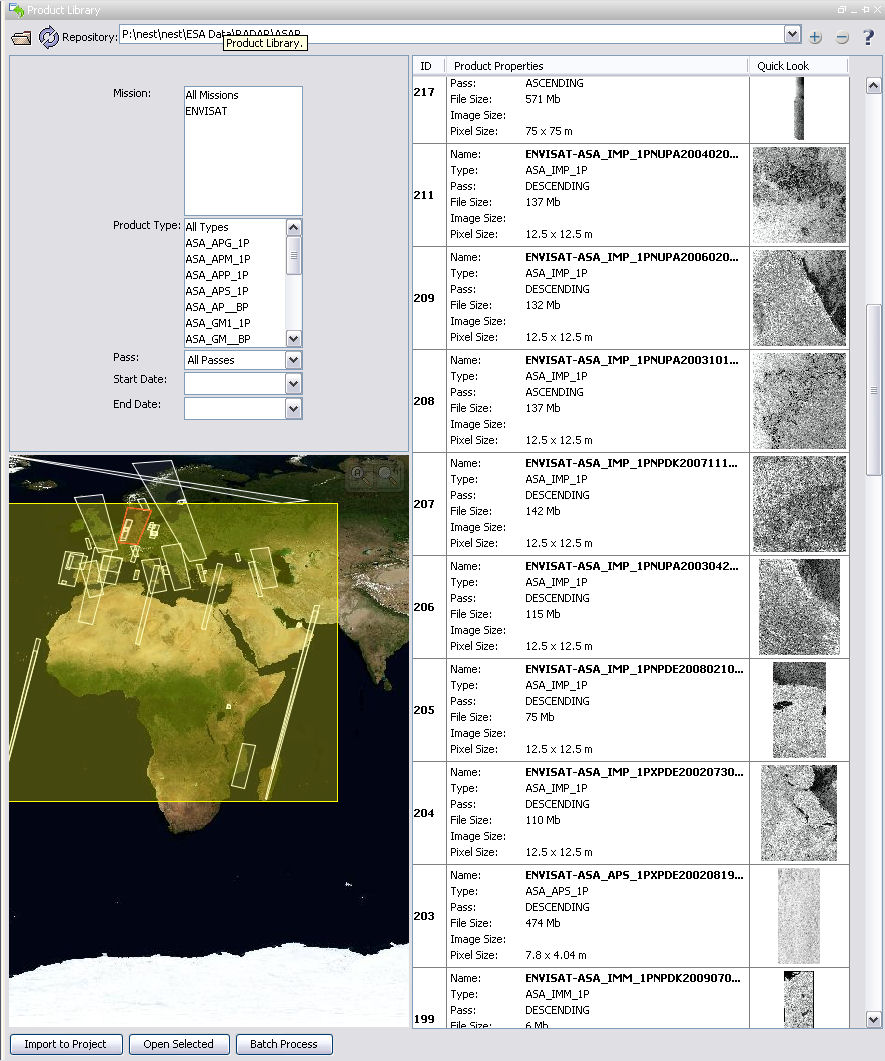 Product Library
Repository: P:\nest\nest\ESA Data\RADAR\ASAR
Product Library.
Mission:
All Missions
ENVISAT
Product Type:
All Types
ASA_APG_1P
ASA_APM_1P
ASA_APP_1P
ASA_APS_1P
ASA_AP__BP
ASA_GM1_1P
ASA_GM__BP
Pass: All Passes
Start Date:
End Date:
ID Product Properties Quick Look
217
Pass: ASCENDING
File Size: 571 Mb
Image Size:
Pixel Size: 75 x 75 m
211
Name: ENVISAT-ASA_IMP_1PNUPA2004020...
Type: ASA_IMP_1P
Pass: DESCENDING
File Size: 137 Mb
Image Size:
Pixel Size: 12.5 x 12.5 m
209
Name: ENVISAT-ASA_IMP_1PNUPA2006020...
Type: ASA_IMP_1P
Pass: DESCENDING
File Size: 132 Mb
Image Size:
Pixel Size: 12.5 x 12.5 m
208
Name: ENVISAT-ASA_IMP_1PNUPA2003101...
Type: ASA_IMP_1P
Pass: ASCENDING
File Size: 137 Mb
Image Size:
Pixel Size: 12.5 x 12.5 m
207
Name: ENVISAT-ASA_IMP_1PNPDK2007111...
Type: ASA_IMP_1P
Pass: DESCENDING
File Size: 142 Mb
Image Size:
Pixel Size: 12.5 x 12.5 m
206
Name: ENVISAT-ASA_IMP_1PNUPA2003042...
Type: ASA_IMP_1P
Pass: DESCENDING
File Size: 115 Mb
Image Size:
Pixel Size: 12.5 x 12.5 m
205
Name: ENVISAT-ASA_IMP_1PNPDE20080210...
Type: ASA_IMP_1P
Pass: DESCENDING
File Size: 75 Mb
Image Size:
Pixel Size: 12.5 x 12.5 m
204
Name: ENVISAT-ASA_IMP_1PXPDE20020730...
Type: ASA_IMP_1P
Pass: DESCENDING
File Size: 110 Mb
Image Size:
Pixel Size: 12.5 x 12.5 m
203
Name: ENVISAT-ASA_APS_1PXPDE20020819...
Type: ASA_APS_1P
Pass: DESCENDING
File Size: 474 Mb
Image Size:
Pixel Size: 7.8 x 4.04 m
199
Name: ENVISAT-ASA_IMM_1PNPDK2009070...
Type: ASA_IMM_1P
Pass: DESCENDING
File Size: 6 Mb
Import to Project Open Selected Batch Process